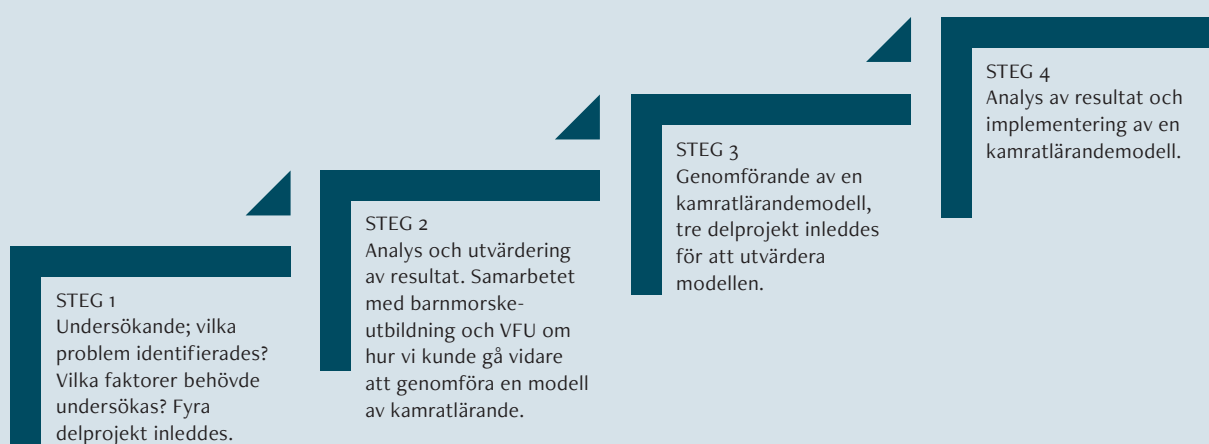 STEG 1
Undersökande; vilka
problem identifierades?
Vilka faktorer behövde
undersökas? Fyra
delprojekt inleddes.
STEG 2
Analys och utvärdering
av resultat. Samarbetet
med barnmorske-
utbildning och VFU om
hur vi kunde gå vidare
att genomföra en modell
av kamratlärande.
STEG 3
Genomförande av en
kamratlärandemodell,
tre delprojekt inleddes
för att utvärdera
modellen.
STEG 4
Analys av resultat och
implementering av en
kamratlärandemodell.